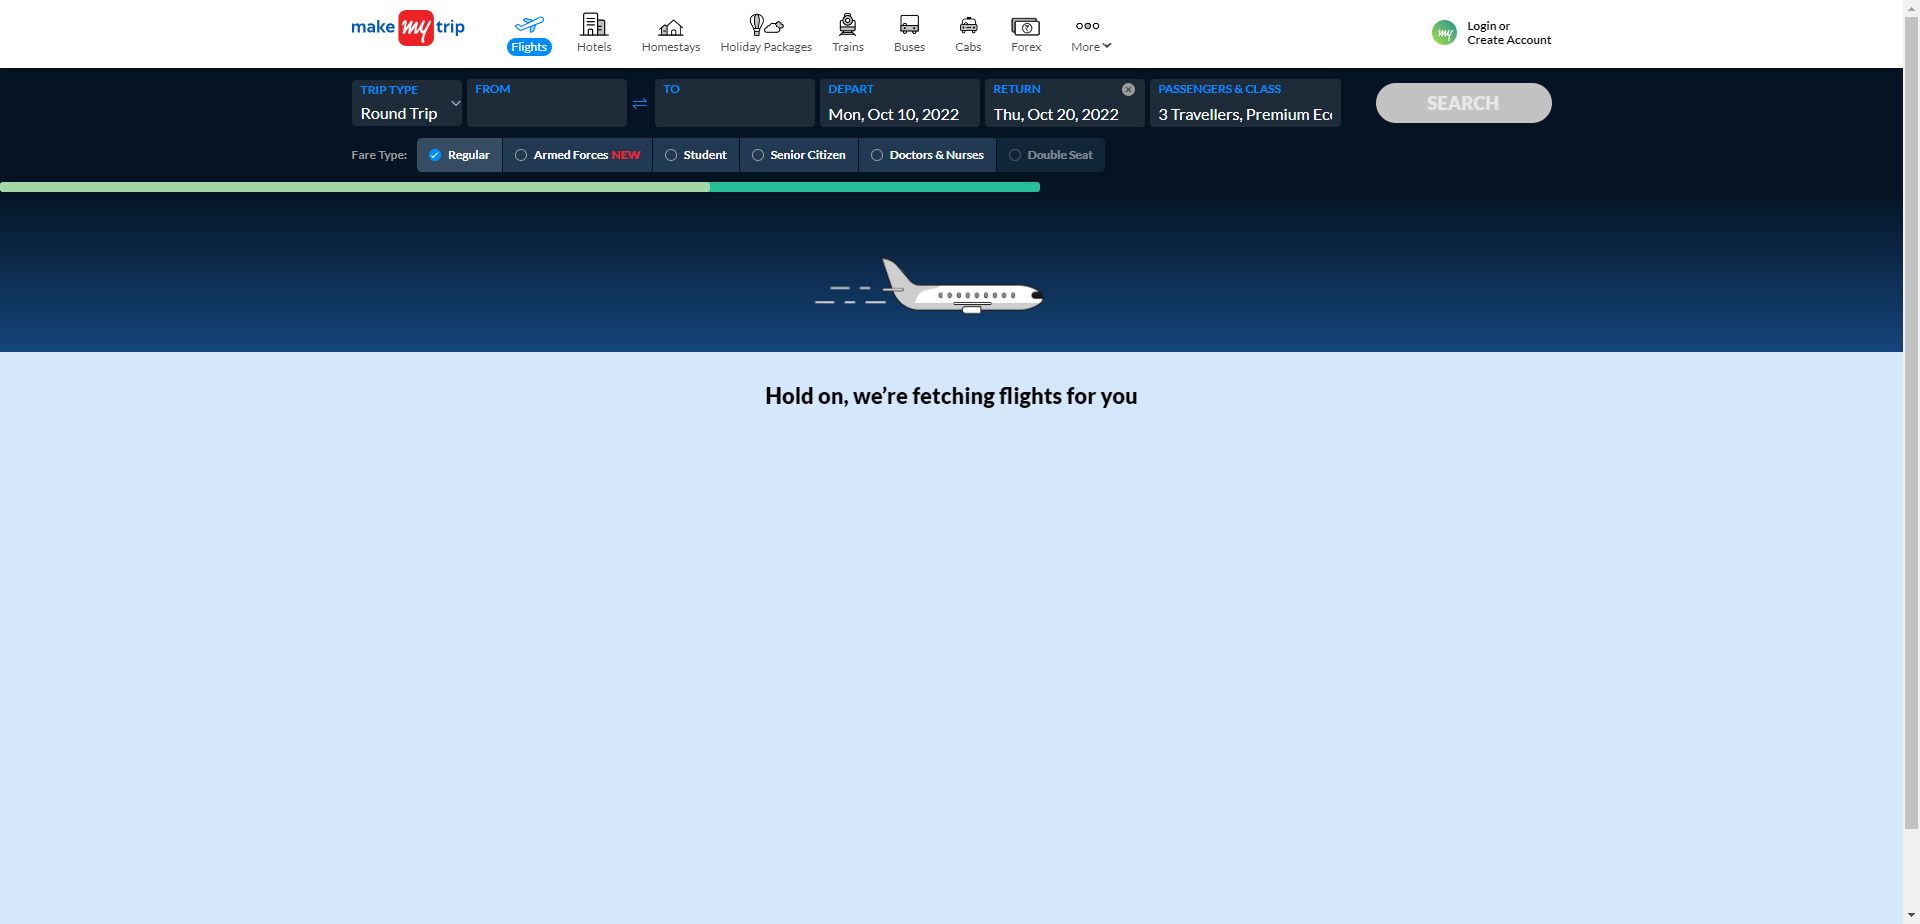 make my trip
Flights
Hotels
Homestays
Holiday Packages
Trains
Buses
Cabs
Forex
More
my
Login or
Create Account
TRIP TYPE
Round Trip
FROM
TO
DEPART
Mon, Oct 10, 2022
RETURN
Thu, Oct 20, 2022
PASSENGERS & CLASS
3 Travellers, Premium Ec
SEARCH
Fare Type:
Regular
Armed Forces NEW
Student
Senior Citizen
Doctors & Nurses
Double Seat
Hold on, we’re fetching flights for you